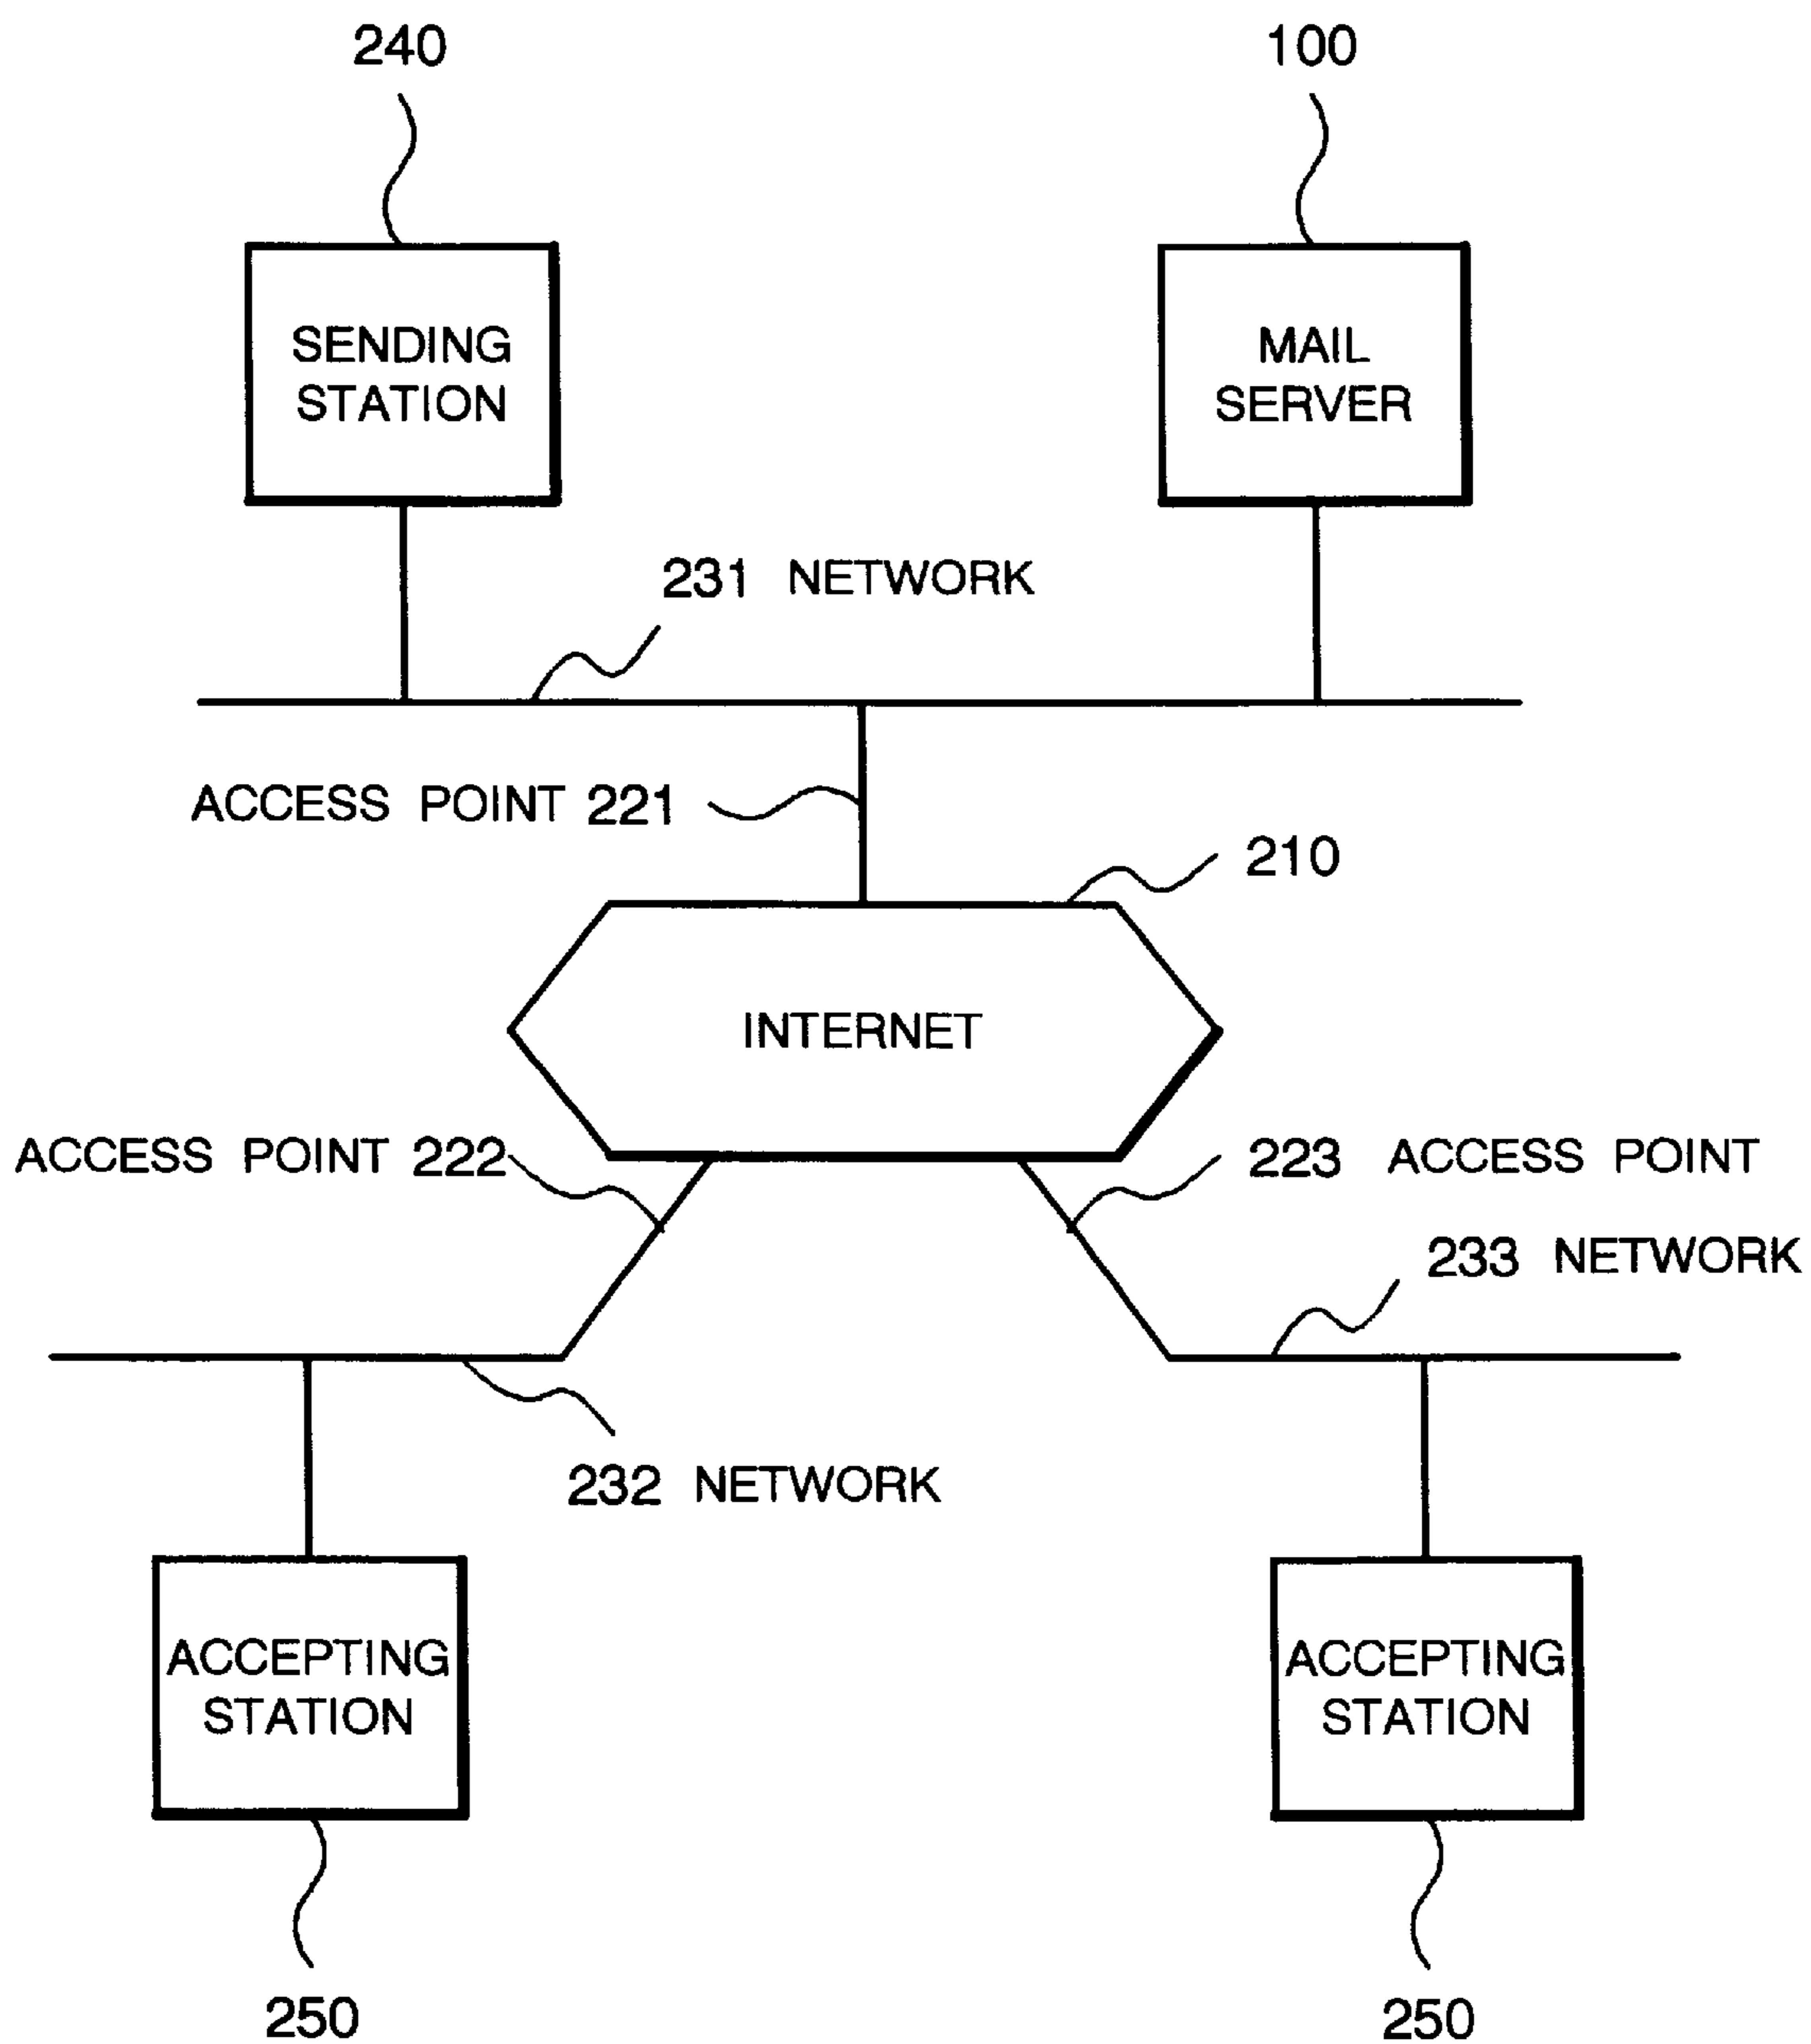 240
100
SENDING
STATION
MAIL
SERVER
231 NETWORK
ACCESS POINT 221
210
INTERNET
ACCESS POINT 222
223 ACCESS POINT
233 NETWORK
232 NETWORK
ACCEPTING
STATION
ACCEPTING
STATION
250
250